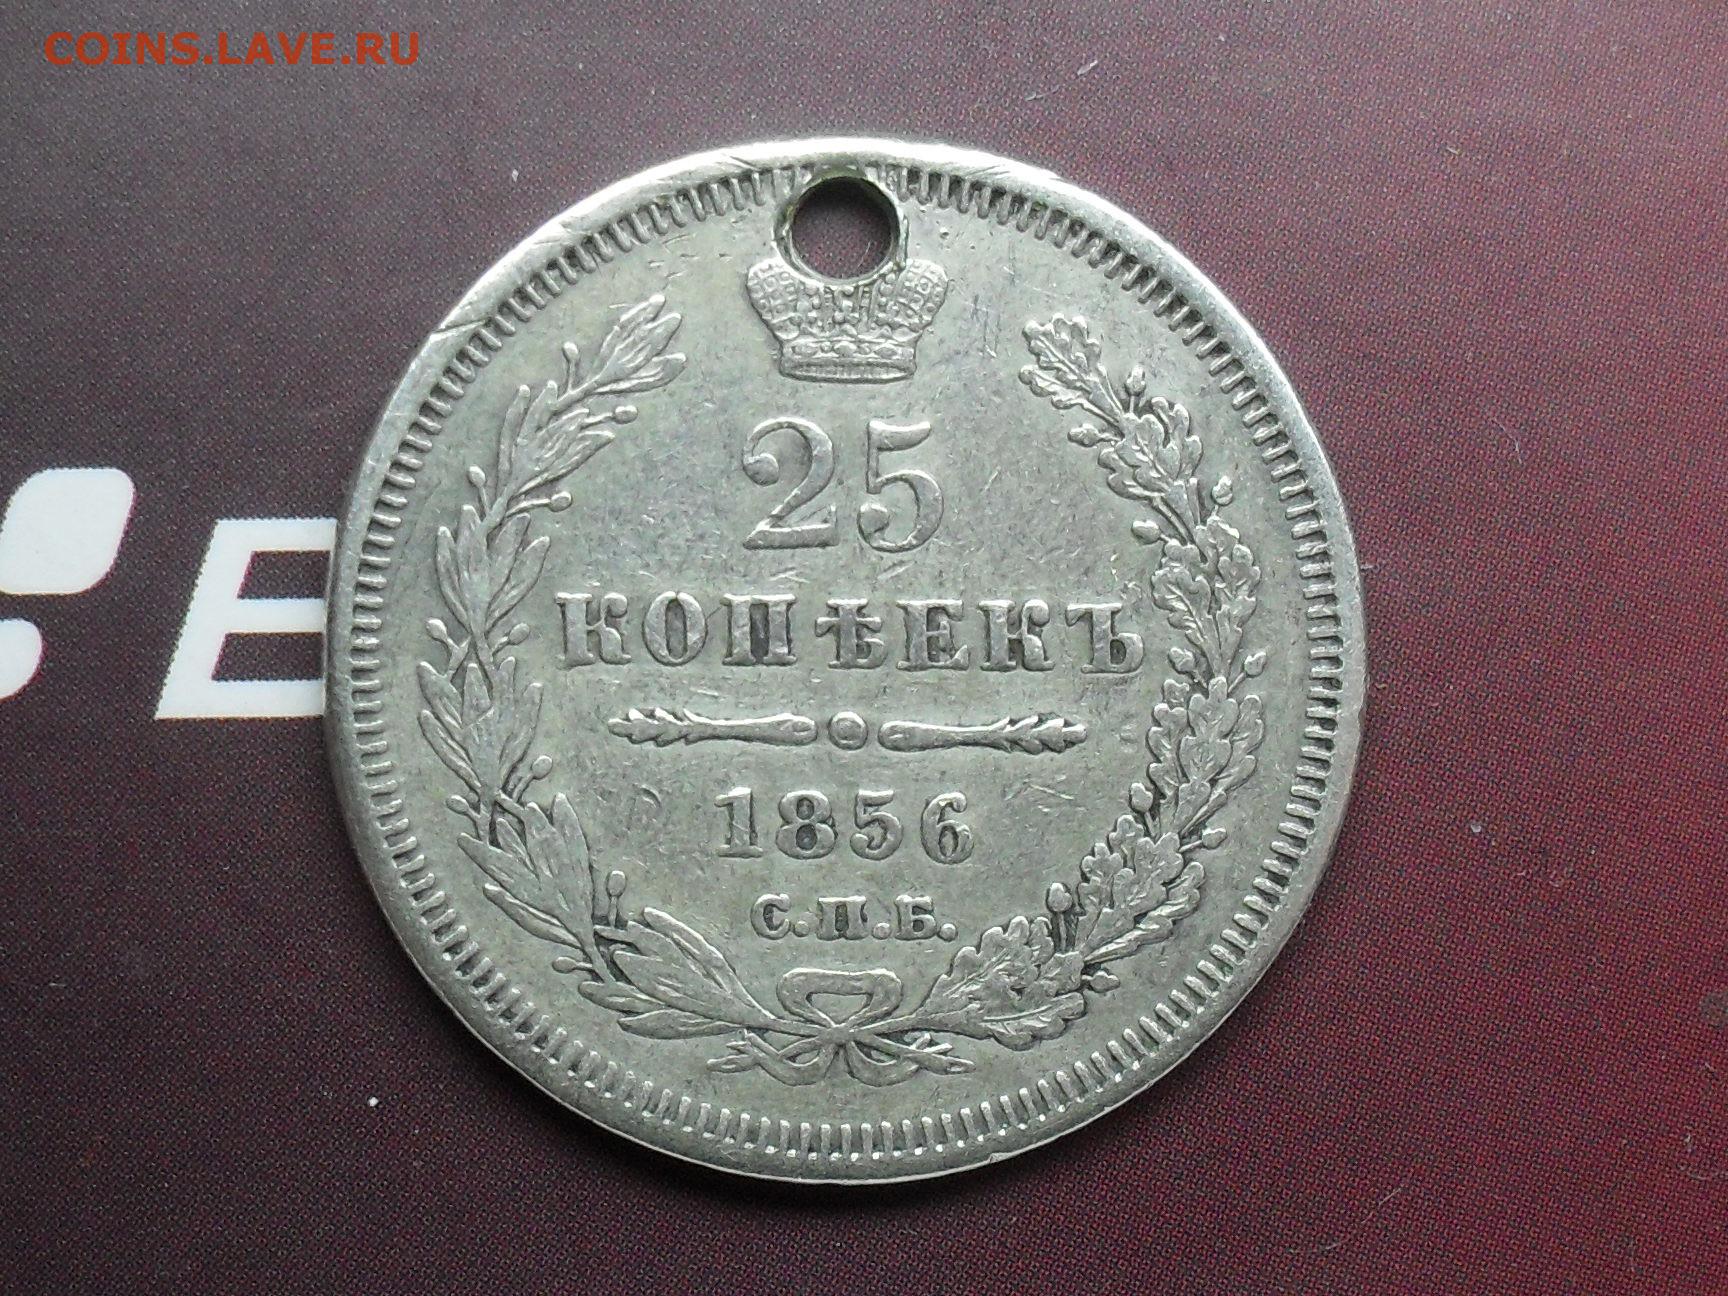 COINS.LAVE.RU
E
25
КОПѢЕКЪ
1856
С.П.Б.